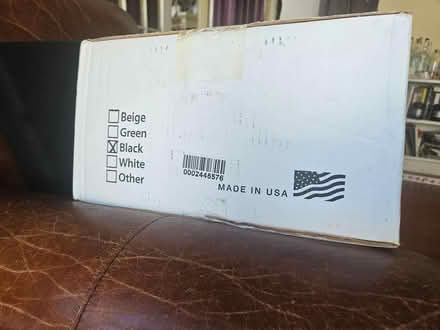 Beige
Green
Black
White
Other
0002448576
MADE IN USA